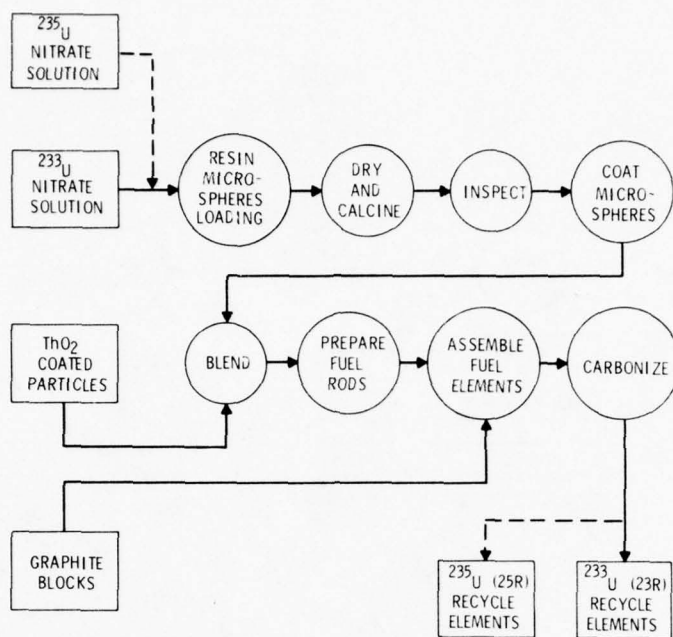 235U
NITRATE
SOLUTION
233U
NITRATE
SOLUTION
RESIN
MICRO-
SPHERES
LOADING
DRY
AND
CALCINE
INSPECT
COAT
MICRO-
SPHERES
ThO2
COATED
PARTICLES
BLEND
PREPARE
FUEL
RODS
ASSEMBLE
FUEL
ELEMENTS
CARBONIZE
GRAPHITE
BLOCKS
235U (25R)
RECYCLE
ELEMENTS
233U (23R)
RECYCLE
ELEMENTS